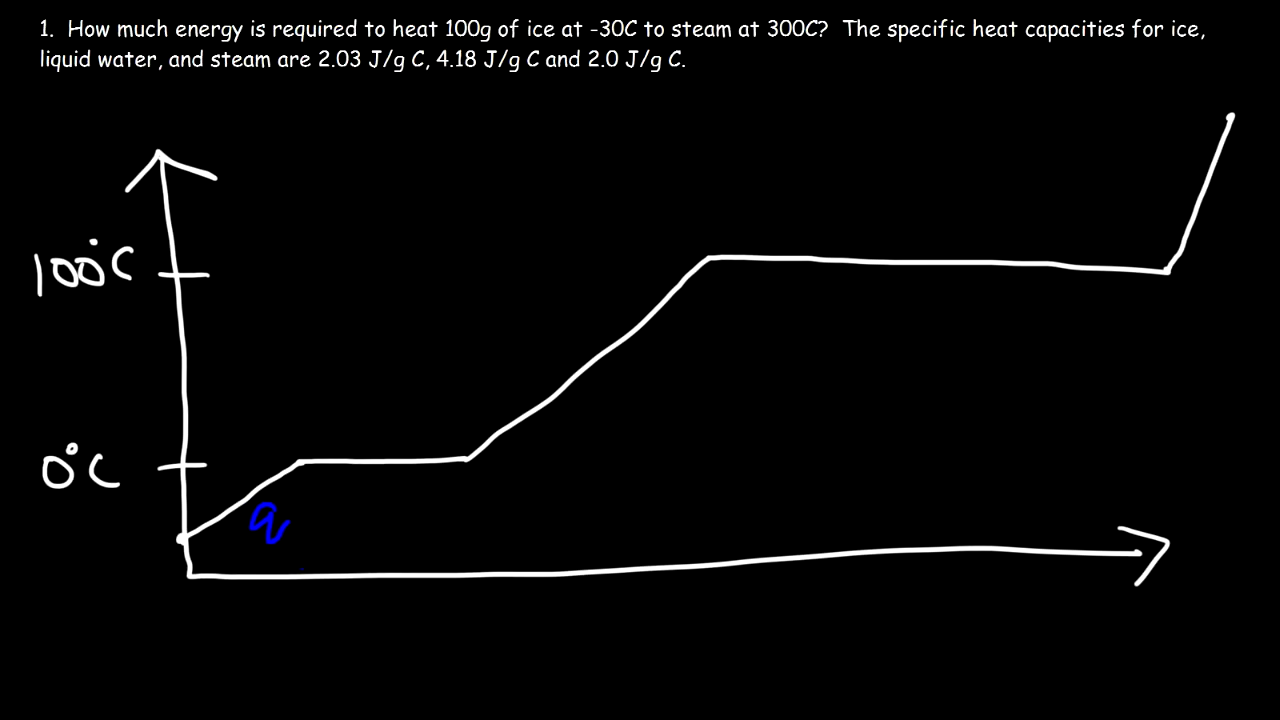 1. How much energy is required to heat 100g of ice at -30C to steam at 300C? The specific heat capacities for ice,
liquid water, and steam are 2.03 J/g C, 4.18 J/g C and 2.0 J/g C.
100°C
0°C
q